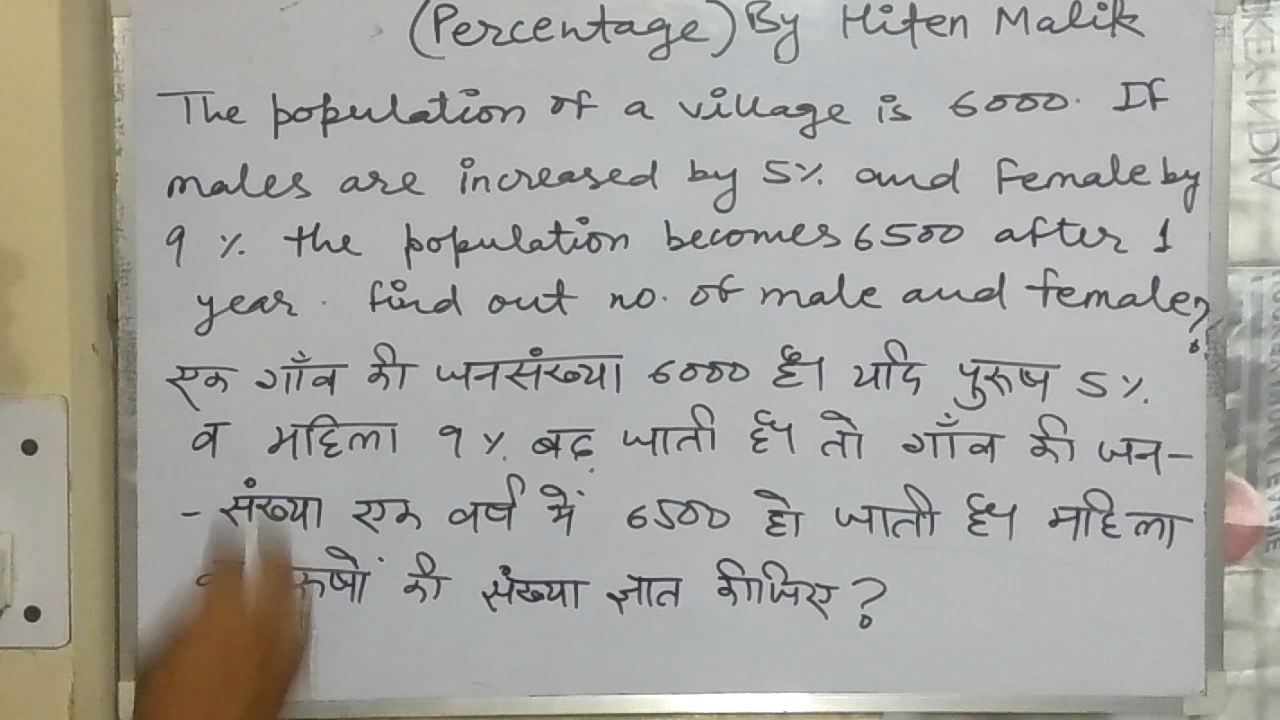 (Percentage) By Hiten Malik
The population of a village is 6000. If
males are increased by 5% and Female by
9 % the population becomes 6500 after 1
year. find out no. of male and female?
एक गाँव की जनसंख्या 6000 है। यदि पुरूष 5%
व महिला 9% बढ़ जाती है। तो गाँव की जन-
- संख्या एक वर्ष में 6500 हो जाती है। महिला
की संख्या ज्ञात कीजिए?